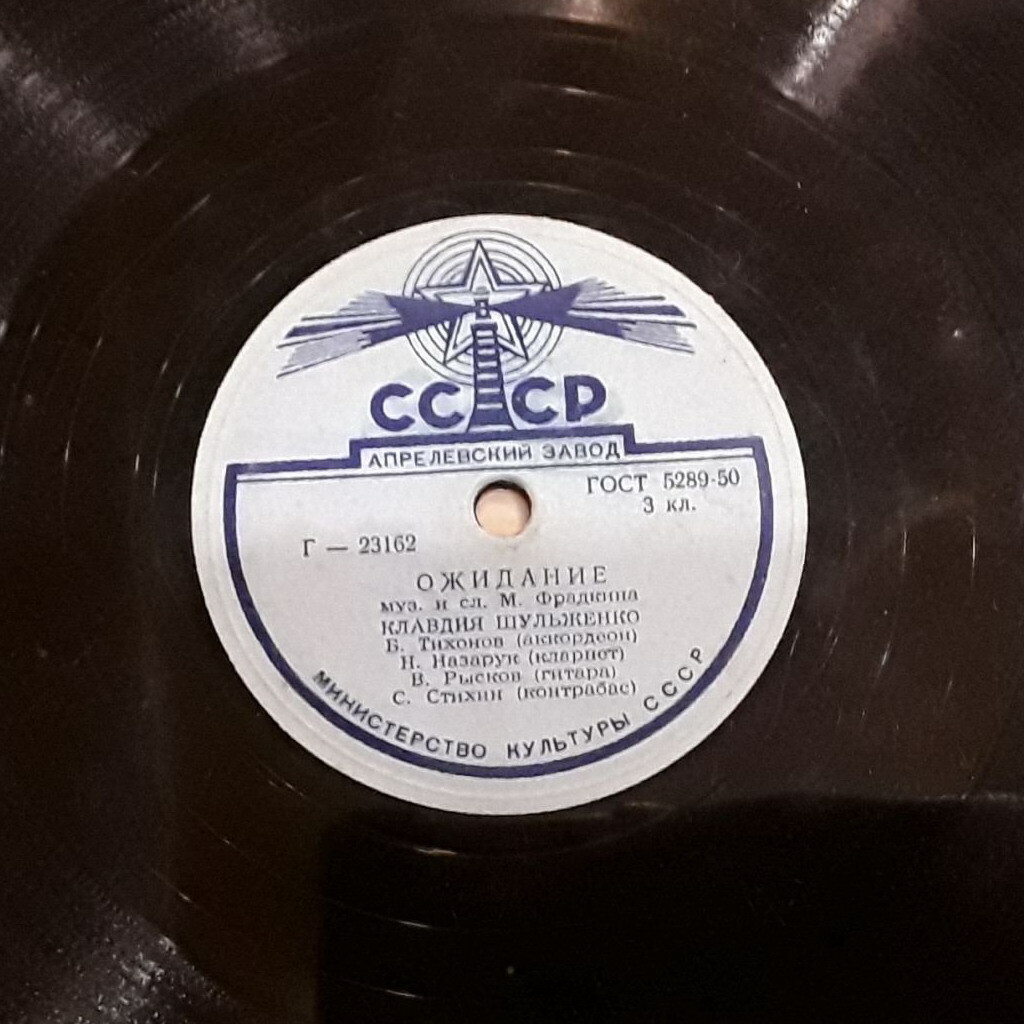 СССР
АПРЕЛЕВСКИЙ ЗАВОД
ГОСТ 5289-50
3 кл.
Г — 23162
ОЖИДАНИЕ
муз. и сл. М. Фрадкина
КЛАВДИЯ ШУЛЬЖЕНКО
Б. Тихонов (аккордеон)
Н. Назарук (кларнет)
В. Рысков (гитара)
С. Стихин (контрабас)
МИНИСТЕРСТВО КУЛЬТУРЫ СССР